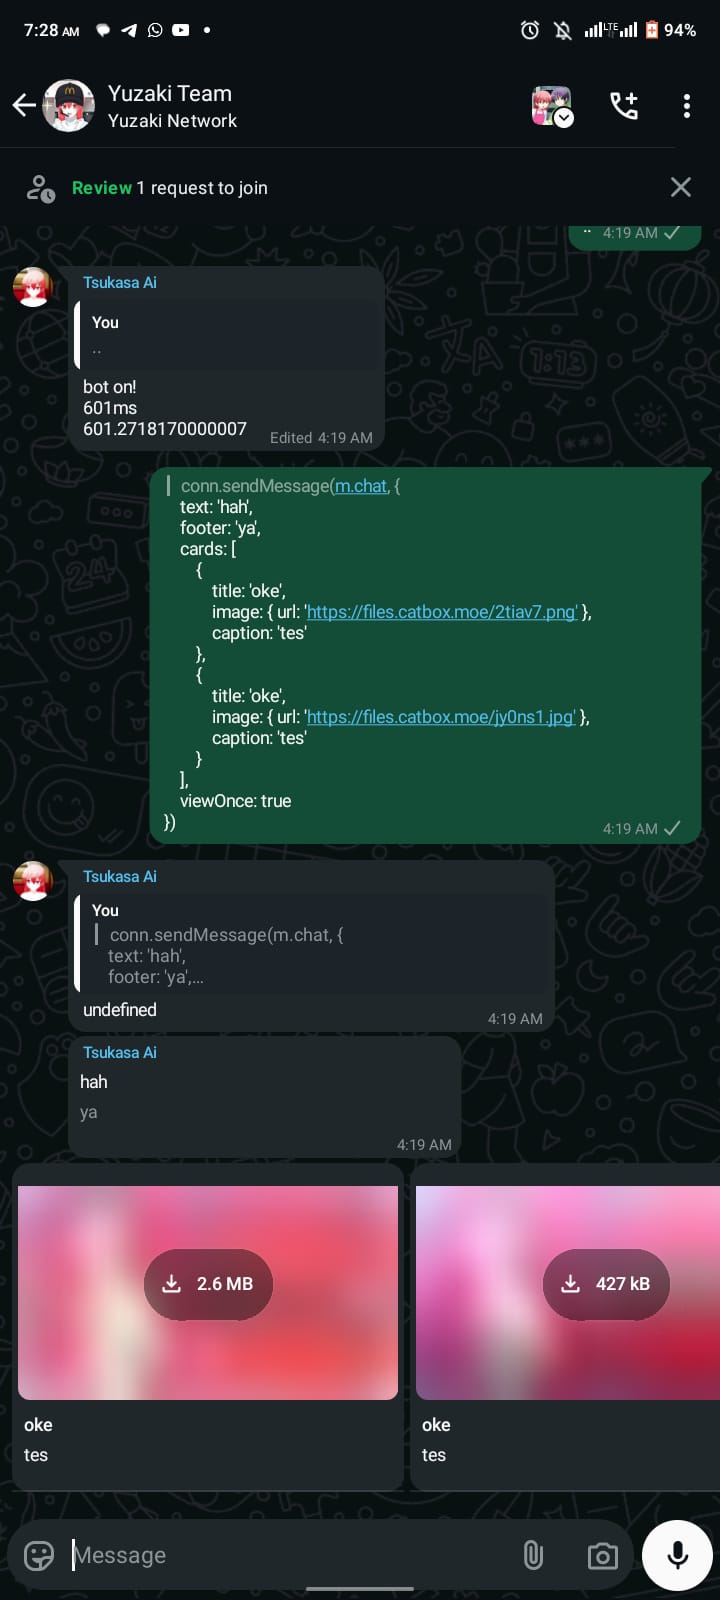 7:28 AM
LTE
94%
Yuzaki Team
Yuzaki Network
Review 1 request to join
.. 4:19 AM
Tsukasa Ai
You
..
bot on!
601ms
601.2718170000007
Edited 4:19 AM
conn.sendMessage(m.chat, {
text: 'hah',
footer: 'ya',
cards: [
{
title: 'oke',
image: { url: 'https://files.catbox.moe/2tiav7.png' },
caption: 'tes'
},
{
title: 'oke',
image: { url: 'https://files.catbox.moe/jy0ns1.jpg' },
caption: 'tes'
}
],
viewOnce: true
})
4:19 AM
Tsukasa Ai
You
conn.sendMessage(m.chat, {
text: 'hah',
footer: 'ya',...
undefined
4:19 AM
Tsukasa Ai
hah
ya
4:19 AM
2.6 MB
427 kB
oke
tes
oke
tes
Message